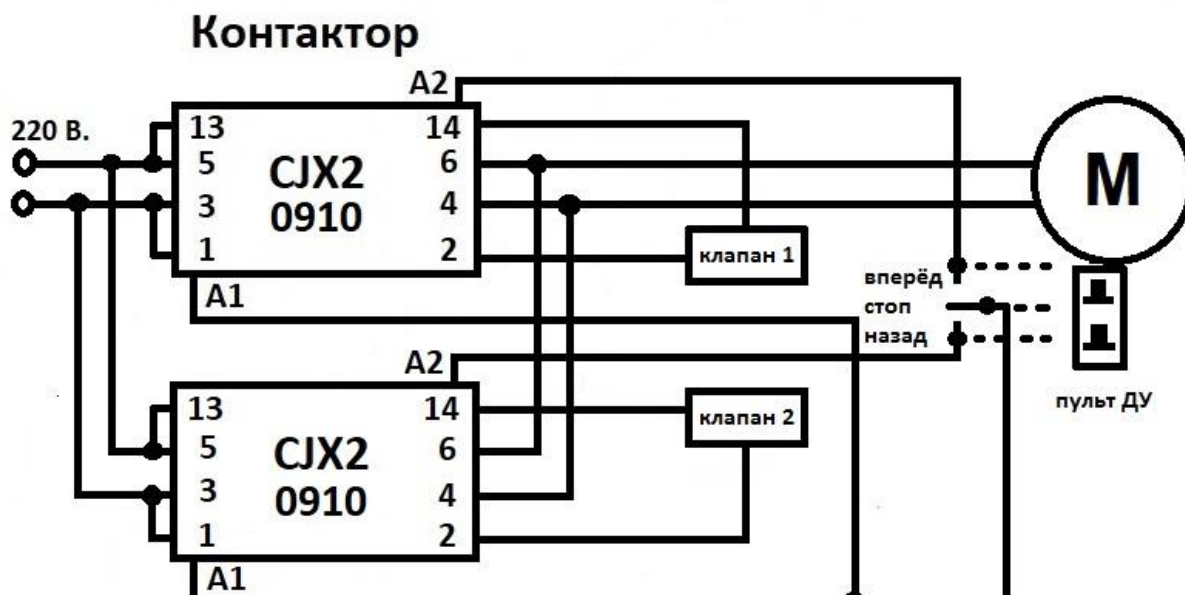 Контактор
A2
220 В.
13
14
5
6
CJX2
0910
3
4
1
2
A1
клапан 1
M
вперёд
стоп
назад
пульт ДУ
A2
13
14
5
6
CJX2
0910
3
4
1
2
A1
клапан 2